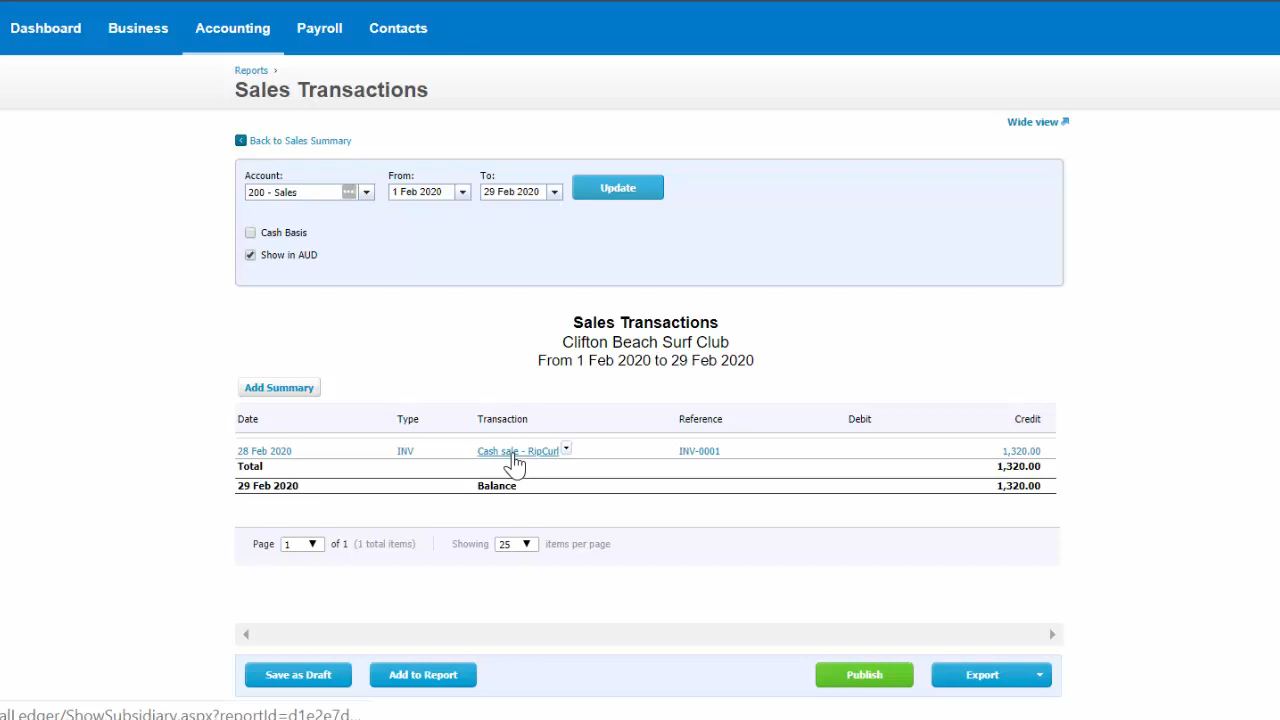 Dashboard Business Accounting Payroll Contacts
Reports ›
Sales Transactions
Wide view
Back to Sales Summary
Account: From: To:
200 - Sales 1 Feb 2020 29 Feb 2020 Update
Cash Basis
Show in AUD
Sales Transactions
Clifton Beach Surf Club
From 1 Feb 2020 to 29 Feb 2020
Add Summary
Date Type Transaction Reference Debit Credit
28 Feb 2020 INV Cash sale - RipCurl INV-0001 1,320.00
Total 1,320.00
29 Feb 2020 Balance 1,320.00
Page 1 of 1 (1 total items) Showing 25 items per page
Save as Draft Add to Report Publish Export
alLedger/ShowSubsidiary.aspx?reportId=d1e2e7d...